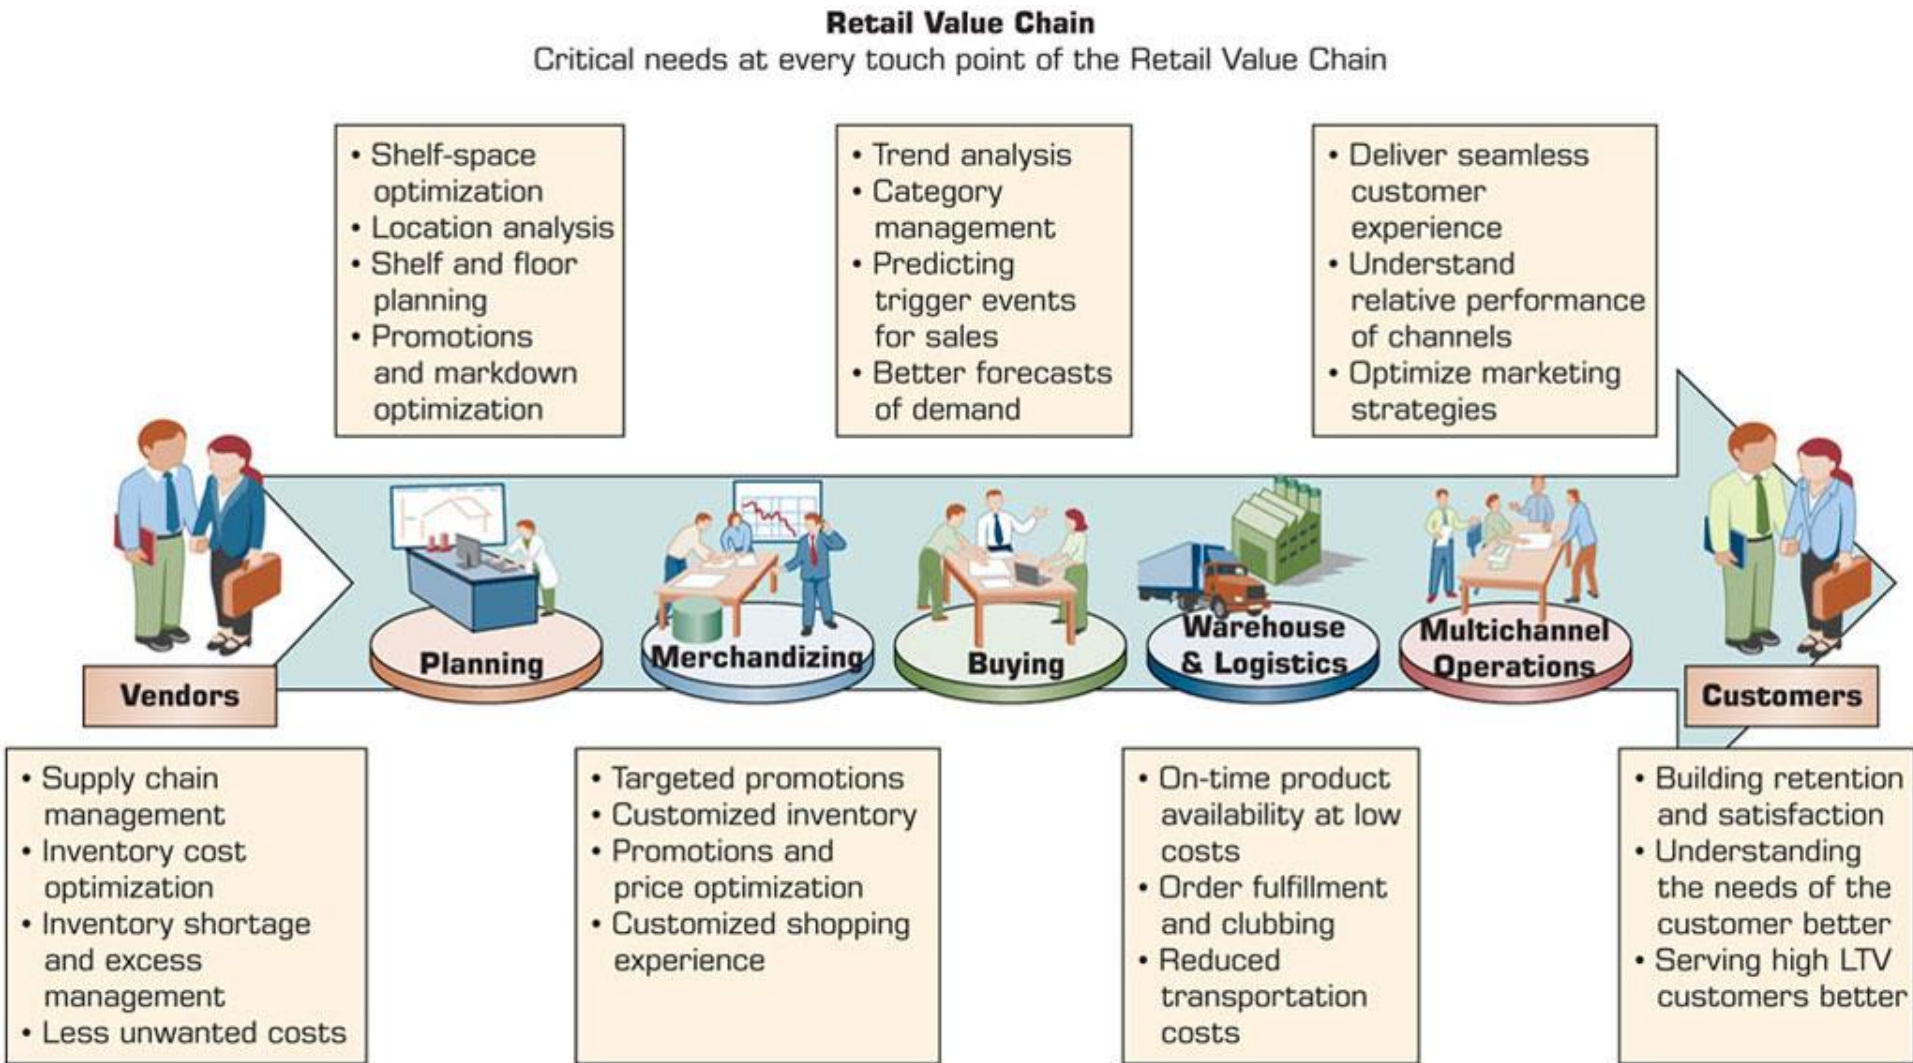 Retail Value Chain
Critical needs at every touch point of the Retail Value Chain
• Shelf-space
optimization
• Location analysis
• Shelf and floor
planning
• Promotions
and markdown
optimization
• Trend analysis
• Category
management
• Predicting
trigger events
for sales
• Better forecasts
of demand
• Deliver seamless
customer
experience
• Understand
relative performance
of channels
• Optimize marketing
strategies
Vendors
Planning
Merchandizing
Buying
Warehouse
& Logistics
Multichannel
Operations
Customers
• Supply chain
management
• Inventory cost
optimization
• Inventory shortage
and excess
management
• Less unwanted costs
• Targeted promotions
• Customized inventory
• Promotions and
price optimization
• Customized shopping
experience
• On-time product
availability at low
costs
• Order fulfillment
and clubbing
• Reduced
transportation
costs
• Building retention
and satisfaction
• Understanding
the needs of the
customer better
• Serving high LTV
customers better